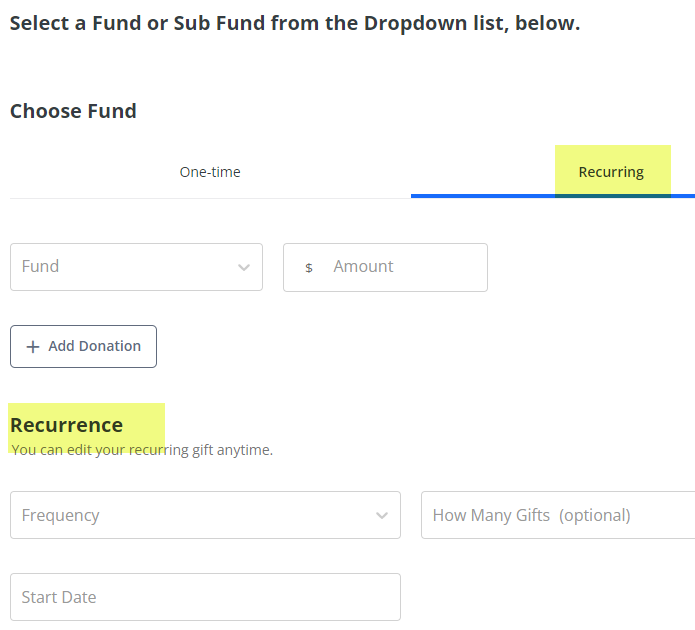 Select a Fund or Sub Fund from the Dropdown list, below.
Choose Fund
One-time Recurring
Fund $ Amount
+ Add Donation
Recurrence
You can edit your recurring gift anytime.
Frequency How Many Gifts (optional)
Start Date